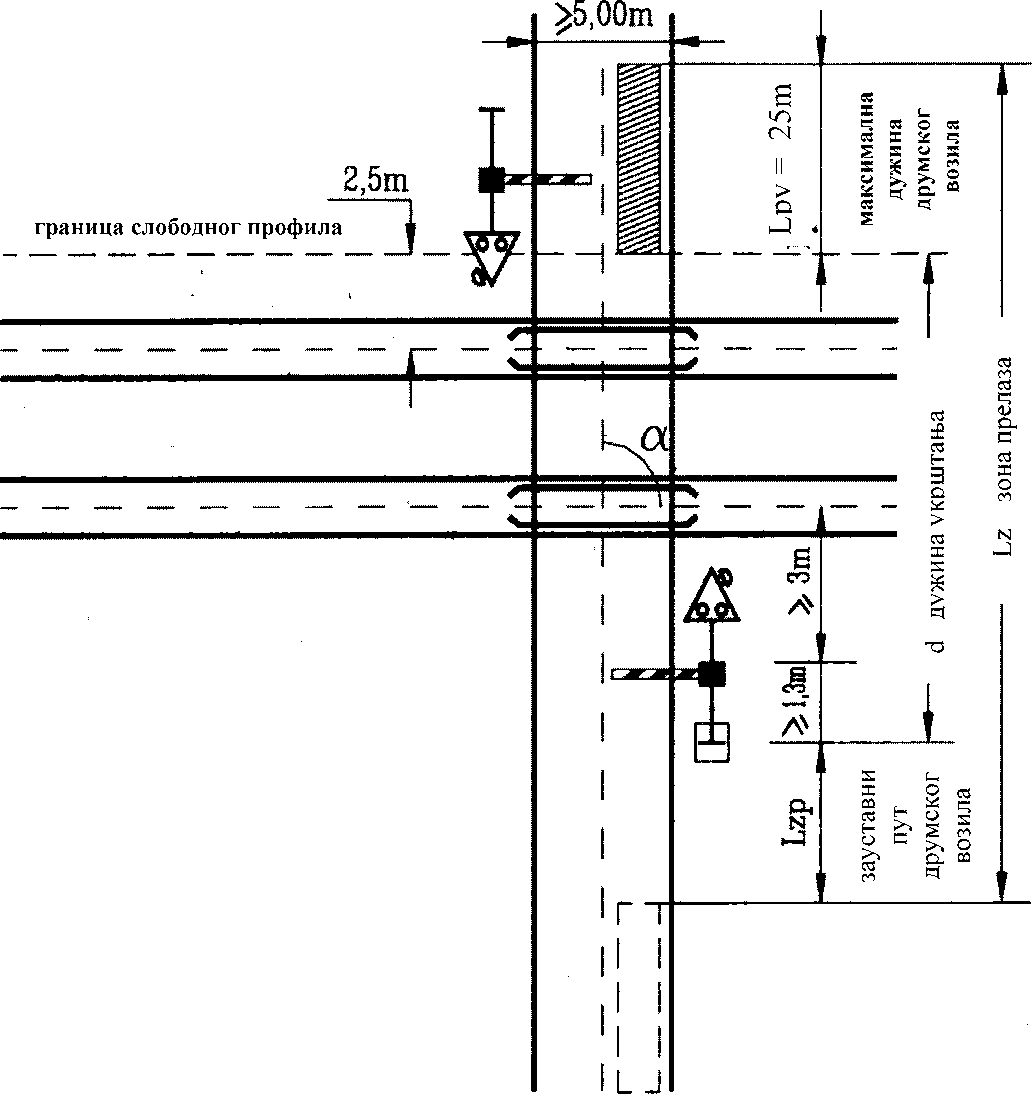 ≥5,00m
2,5m
граница слободног профила
LDV = 25m
максимална
дужина
друмског
возила
α
≥ 3m
≥1,3m
Lzp
d дужина укрштања
Lz зона прелаза
зауставни
пут
друмског
возила